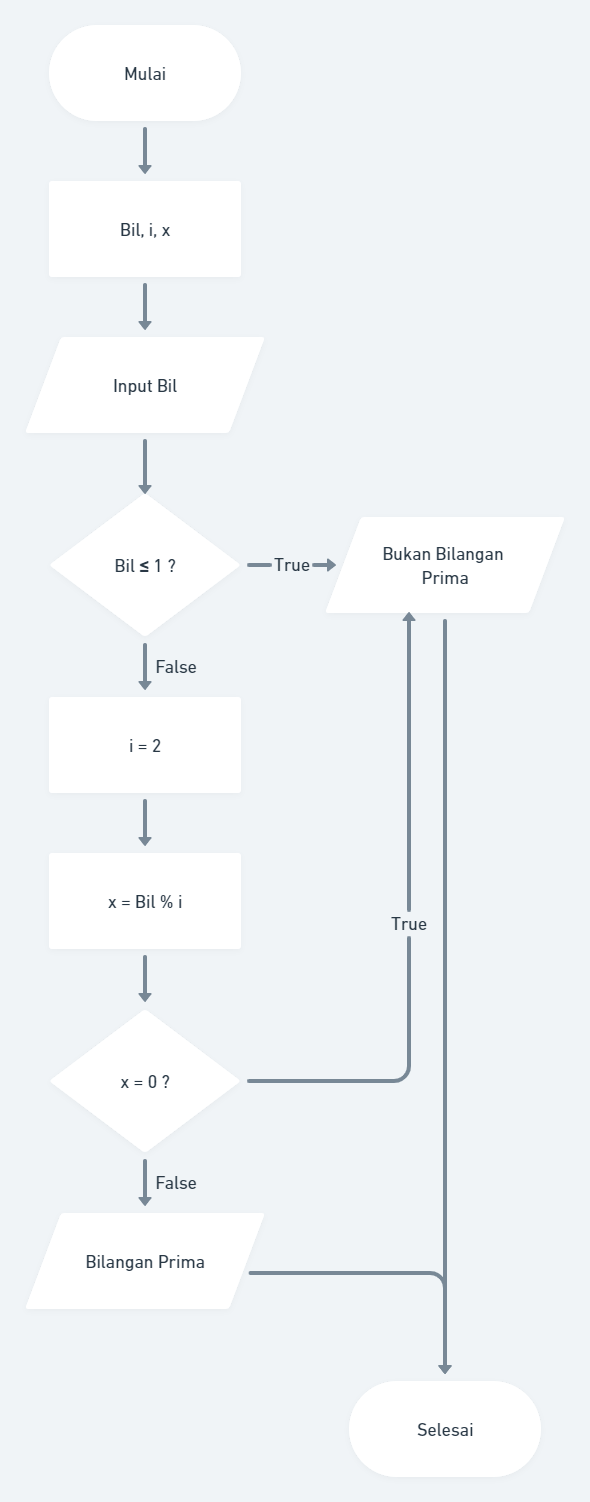 Mulai
Bil, i, x
Input Bil
Bil ≤ 1 ?
True
Bukan Bilangan
Prima
False
i = 2
x = Bil % i
True
x = 0 ?
False
Bilangan Prima
Selesai